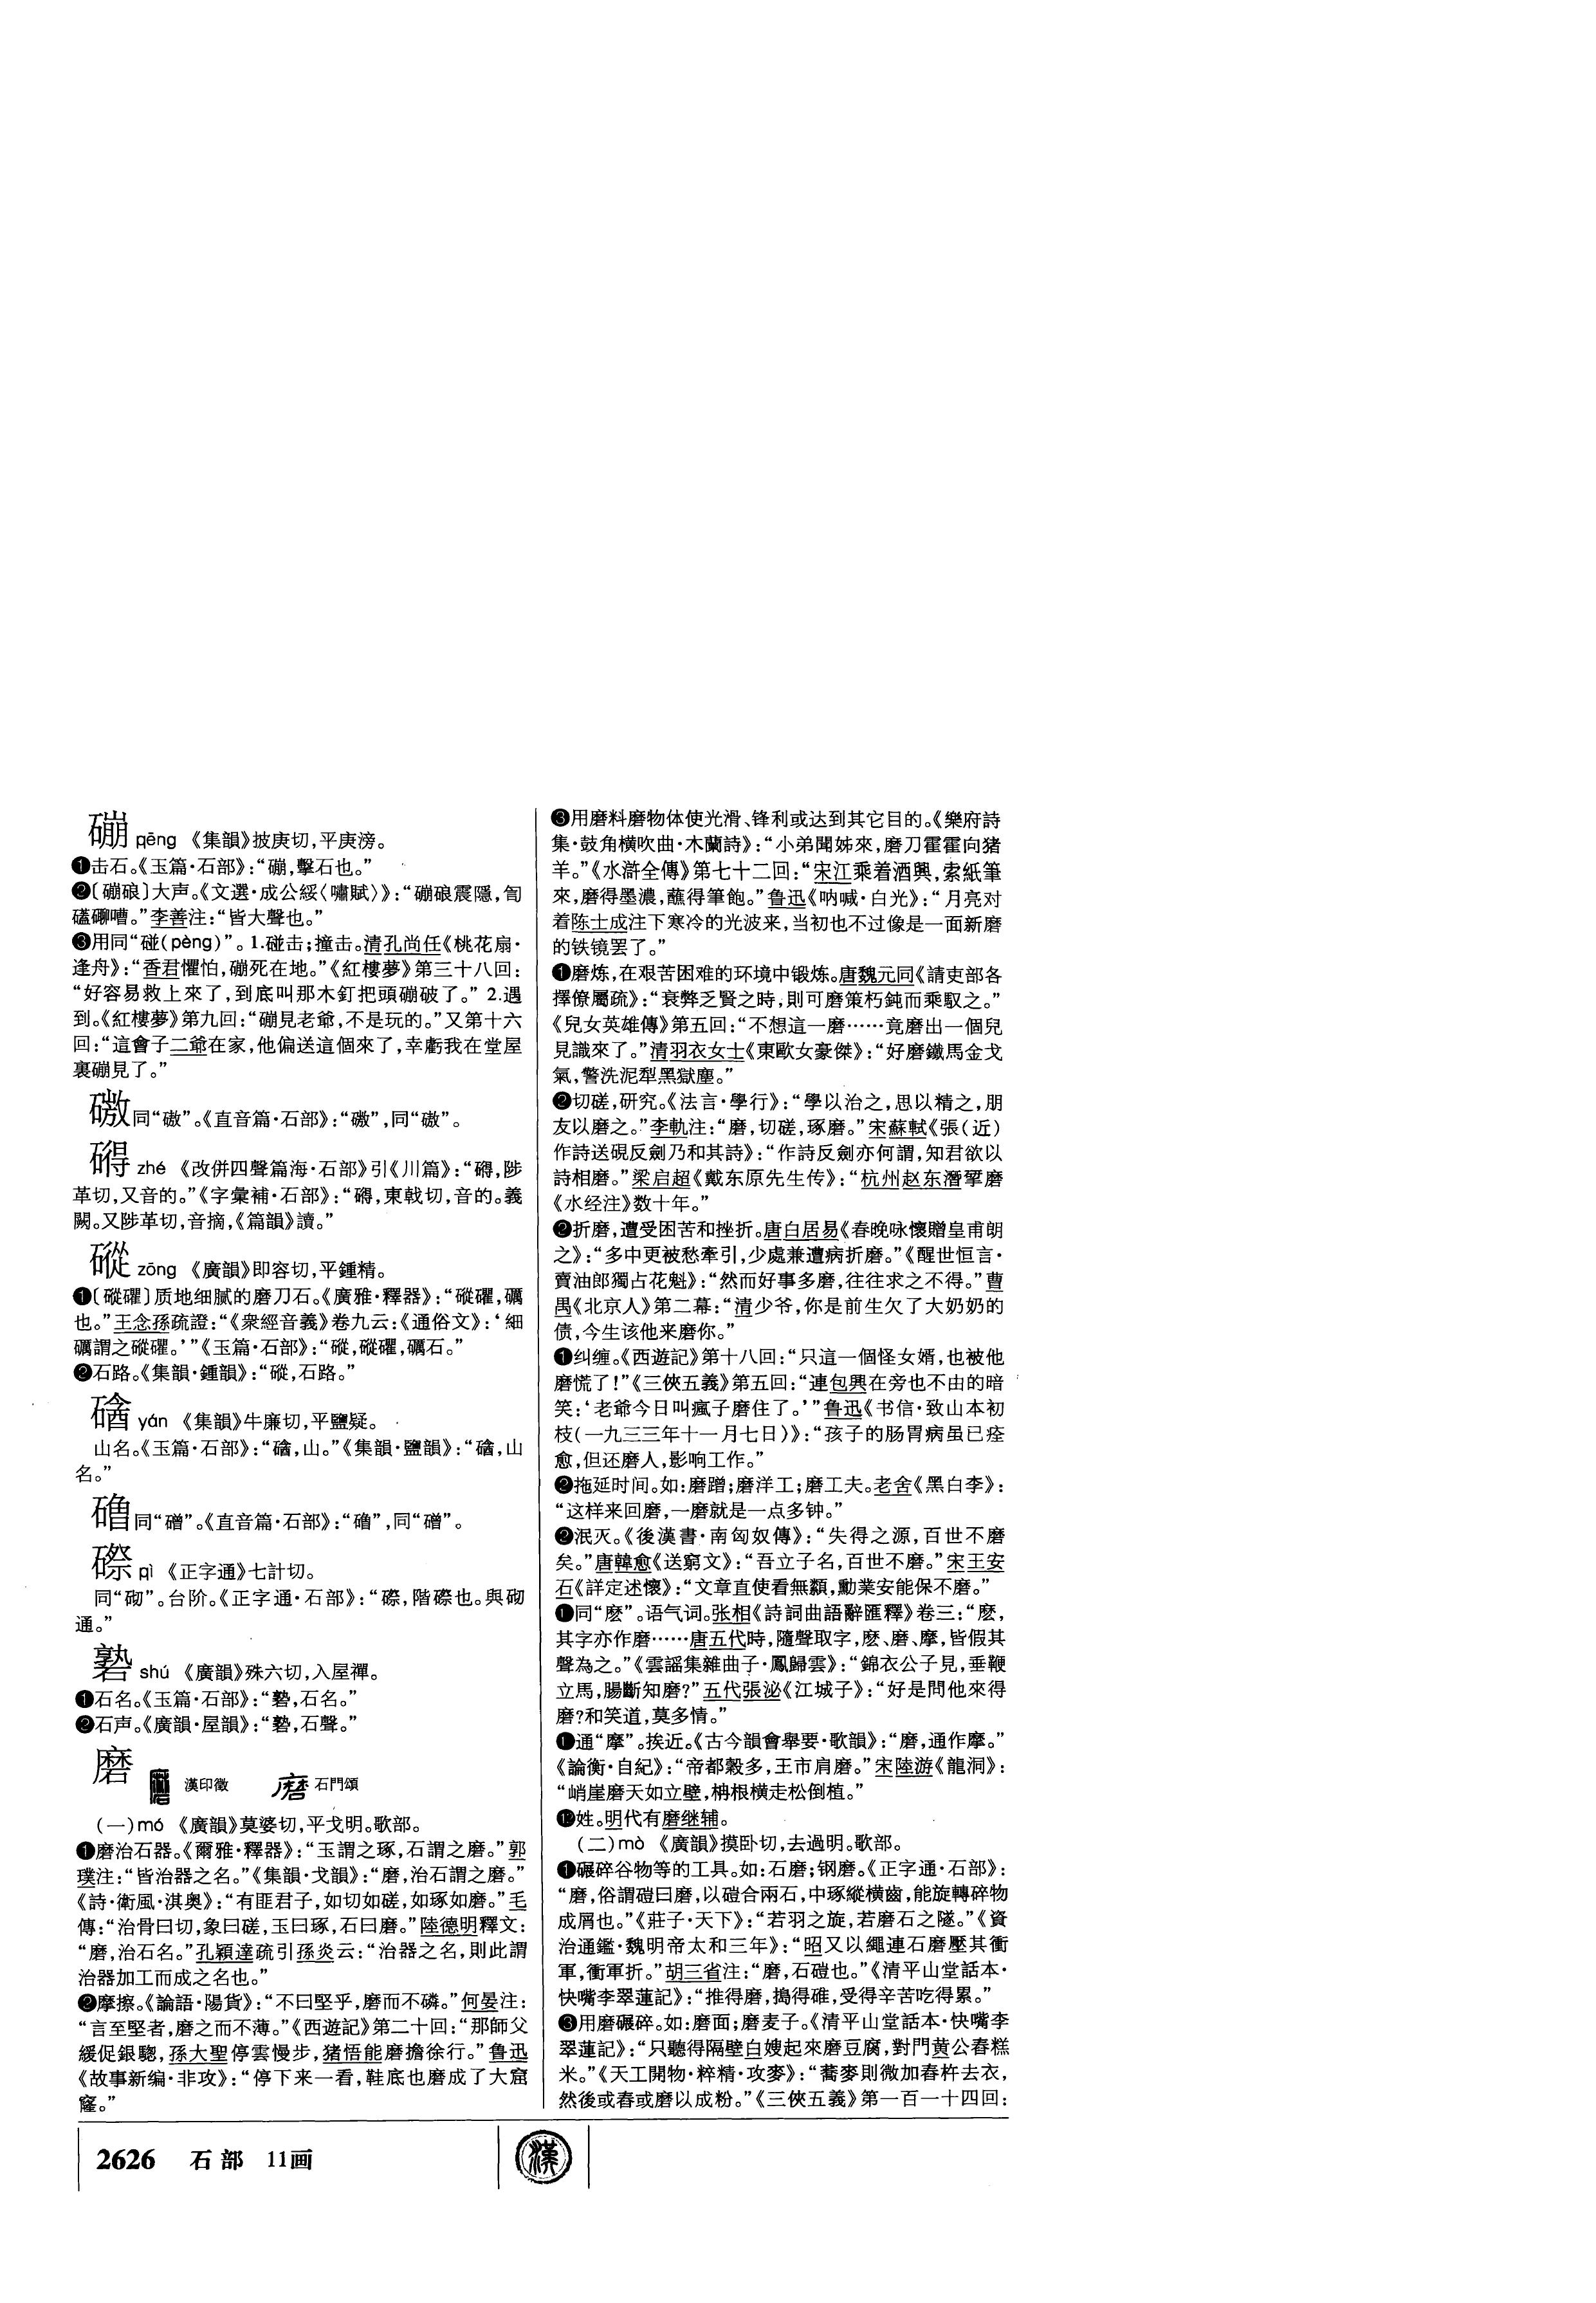 磞 pēng 《集韻》披庚切，平庚滂。
❶击石。《玉篇·石部》：“磞，擊石也。”
❷〔磞硠〕大声。《文選·成公綏〈嘯賦〉》：“磞硠震隱，訇
磕𥕢嘈。”李善注：“皆大聲也。”
❸用同“碰(pèng)”。1.碰击；撞击。清孔尚任《桃花扇·
逢舟》：“香君懼怕，磞死在地。”《紅樓夢》第三十八回：
“好容易救上來了，到底叫那木釘把頭磞破了。” 2.遇
到。《紅樓夢》第九回：“磞見老爺，不是玩的。”又第十六
回：“這會子二爺在家，他偏送這個來了，幸虧我在堂屋
裏磞見了。”
同“磝”。《直音篇·石部》：同“磝”。
zhé 《改併四聲篇海·石部》引《川篇》：陟
革切，又音的。”《字彙補·石部》：東戟切，音的。義
闕。又陟革切，音摘，《篇韻》讀。”
磫 zōng 《廣韻》即容切，平鍾精。
❶〔磫礭〕质地细腻的磨刀石。《廣雅·釋器》：“磫礭，礪
也。”王念孫疏證：“《衆經音義》卷九云：《通俗文》：‘細
礪謂之磫礭。’”《玉篇·石部》：“磫，磫礭，礪石。”
❷石路。《集韻·鍾韻》：“磫，石路。”
yán 《集韻》牛廉切，平鹽疑。
山名。《玉篇·石部》：山。”《集韻·鹽韻》：山
名。”
同“磳”。《直音篇·石部》：同“磳”。
磜 qì 《正字通》七計切。
同“砌”。台阶。《正字通·石部》：“磜，階磜也。與砌
通。”
shú 《廣韻》殊六切，入屋禪。
❶石名。《玉篇·石部》：石名。”
❷石声。《廣韻·屋韻》：石聲。”
磨 漢印徵 石門頌
(一)mó 《廣韻》莫婆切，平戈明。歌部。
❶磨治石器。《爾雅·釋器》：“玉謂之琢，石謂之磨。”郭
璞注：“皆治器之名。”《集韻·戈韻》：“磨，治石謂之磨。”
《詩·衛風·淇奥》：“有匪君子，如切如磋，如琢如磨。”毛
傳：“治骨曰切，象曰磋，玉曰琢，石曰磨。”陸德明釋文：
“磨，治石名。”孔穎達疏引孫炎云：“治器之名，則此謂
治器加工而成之名也。”
❷摩擦。《論語·陽貨》：“不曰堅乎，磨而不磷。”何晏注：
“言至堅者，磨之而不薄。”《西遊記》第二十回：“那師父
緩促銀驄，孫大聖停雲慢步，猪悟能磨擔徐行。”鲁迅
《故事新编·非攻》：“停下来一看，鞋底也磨成了大窟
窿。”
❸用磨料磨物体使光滑、锋利或达到其它目的。《樂府詩
集·鼓角横吹曲·木蘭詩》：“小弟聞姊來，磨刀霍霍向猪
羊。”《水滸全傳》第七十二回：“宋江乘着酒興，索紙筆
來，磨得墨濃，蘸得筆飽。”鲁迅《呐喊·白光》：“月亮对
着陈士成注下寒冷的光波来，当初也不过像是一面新磨
的铁镜罢了。”
❶磨炼，在艰苦困难的环境中锻炼。唐魏元同《請吏部各
擇僚屬疏》：“衰弊乏賢之時，則可磨策朽鈍而乘馭之。”
《兒女英雄傳》第五回：“不想這一磨……竟磨出一個兒
見識來了。”清羽衣女士《東歐女豪傑》：“好磨鐵馬金戈
氣，警洗泥犁黑獄塵。”
❷切磋，研究。《法言·學行》：“學以治之，思以精之，朋
友以磨之。”李軌注：“磨，切磋，琢磨。”宋蘇軾《張(近)
作詩送硯反劍乃和其詩》：“作詩反劍亦何謂，知君欲以
詩相磨。”梁启超《戴东原先生传》：“杭州赵东潛揅磨
《水经注》数十年。”
❷折磨，遭受困苦和挫折。唐白居易《春晚咏懷贈皇甫朗
之》：“多中更被愁牽引，少處兼遭病折磨。”《醒世恒言·
賣油郎獨占花魁》：“然而好事多磨，往往求之不得。”曹
禺《北京人》第二幕：“清少爷，你是前生欠了大奶奶的
债，今生该他来磨你。”
❶纠缠。《西遊記》第十八回：“只這一個怪女婿，也被他
磨慌了！”《三俠五義》第五回：“連包興在旁也不由的暗
笑：‘老爺今日叫瘋子磨住了。’”鲁迅《书信·致山本初
枝(一九三三年十一月七日)》：“孩子的肠胃病虽已痊
愈，但还磨人，影响工作。”
❷拖延时间。如：磨蹭；磨洋工；磨工夫。老舍《黑白李》：
“这样来回磨，一磨就是一点多钟。”
❷泯灭。《後漢書·南匈奴傳》：“失得之源，百世不磨
矣。”唐韓愈《送窮文》：“吾立子名，百世不磨。”宋王安
石《詳定述懷》：“文章直使看無纇，勳業安能保不磨。”
❶同“麽”。语气词。张相《詩詞曲語辭匯釋》卷三：“麽，
其字亦作磨……唐五代時，隨聲取字，麽、磨、摩，皆假其
聲為之。”《雲謡集雜曲子·鳳歸雲》：“錦衣公子見，垂鞭
立馬，腸斷知磨？”五代張泌《江城子》：“好是問他來得
磨？和笑道，莫多情。”
❶通“摩”。挨近。《古今韻會舉要·歌韻》：“磨，通作摩。”
《論衡·自紀》：“帝都穀多，王市肩磨。”宋陸游《龍洞》：
“峭崖磨天如立壁，枏根横走松倒植。”
⓬姓。明代有磨继辅。
(二)mò 《廣韻》摸卧切，去過明。歌部。
❶碾碎谷物等的工具。如：石磨；钢磨。《正字通·石部》：
“磨，俗謂磑曰磨，以磑合兩石，中琢縱横齒，能旋轉碎物
成屑也。”《莊子·天下》：“若羽之旋，若磨石之隧。”《資
治通鑑·魏明帝太和三年》：“昭又以繩連石磨壓其衝
軍，衝軍折。”胡三省注：“磨，石磑也。”《清平山堂話本·
快嘴李翠蓮記》：“推得磨，搗得碓，受得辛苦吃得累。”
❸用磨碾碎。如：磨面；磨麦子。《清平山堂話本·快嘴李
翠蓮記》：“只聽得隔壁白嫂起來磨豆腐，對門黄公舂糕
米。”《天工開物·粹精·攻麥》：“蕎麥則微加舂杵去衣，
然後或舂或磨以成粉。”《三俠五義》第一百一十四回：
2626 石部 11画
漢